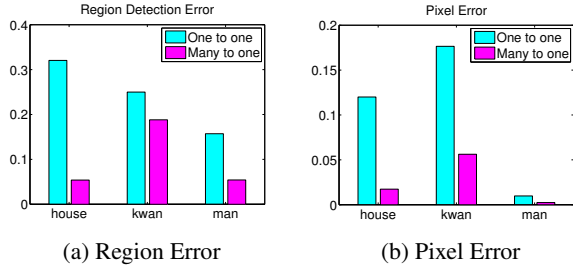 Region Detection Error
0.4
0.3
0.2
0.1
0
One to one
Many to one
house kwan man
(a) Region Error
Pixel Error
0.2
0.15
0.1
0.05
0
One to one
Many to one
house kwan man
(b) Pixel Error